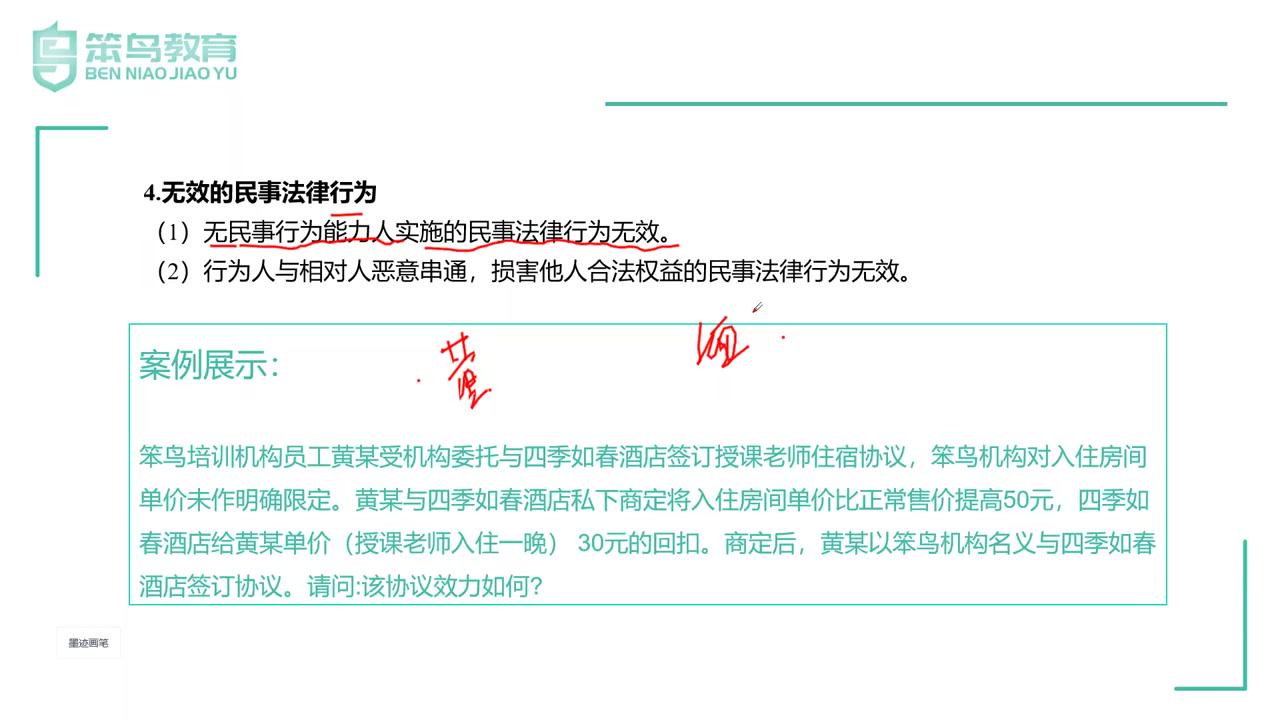 笨鸟教育
BEN NIAO JIAO YU
4.无效的民事法律行为
（1）无民事行为能力人实施的民事法律行为无效。
（2）行为人与相对人恶意串通，损害他人合法权益的民事法律行为无效。
案例展示：
黄
笨鸟培训机构员工黄某受机构委托与四季如春酒店签订授课老师住宿协议，笨鸟机构对入住房间
单价未作明确限定。黄某与四季如春酒店私下商定将入住房间单价比正常售价提高50元，四季如
春酒店给黄某单价（授课老师入住一晚） 30元的回扣。商定后，黄某以笨鸟机构名义与四季如春
酒店签订协议。请问:该协议效力如何?
墨迹画笔